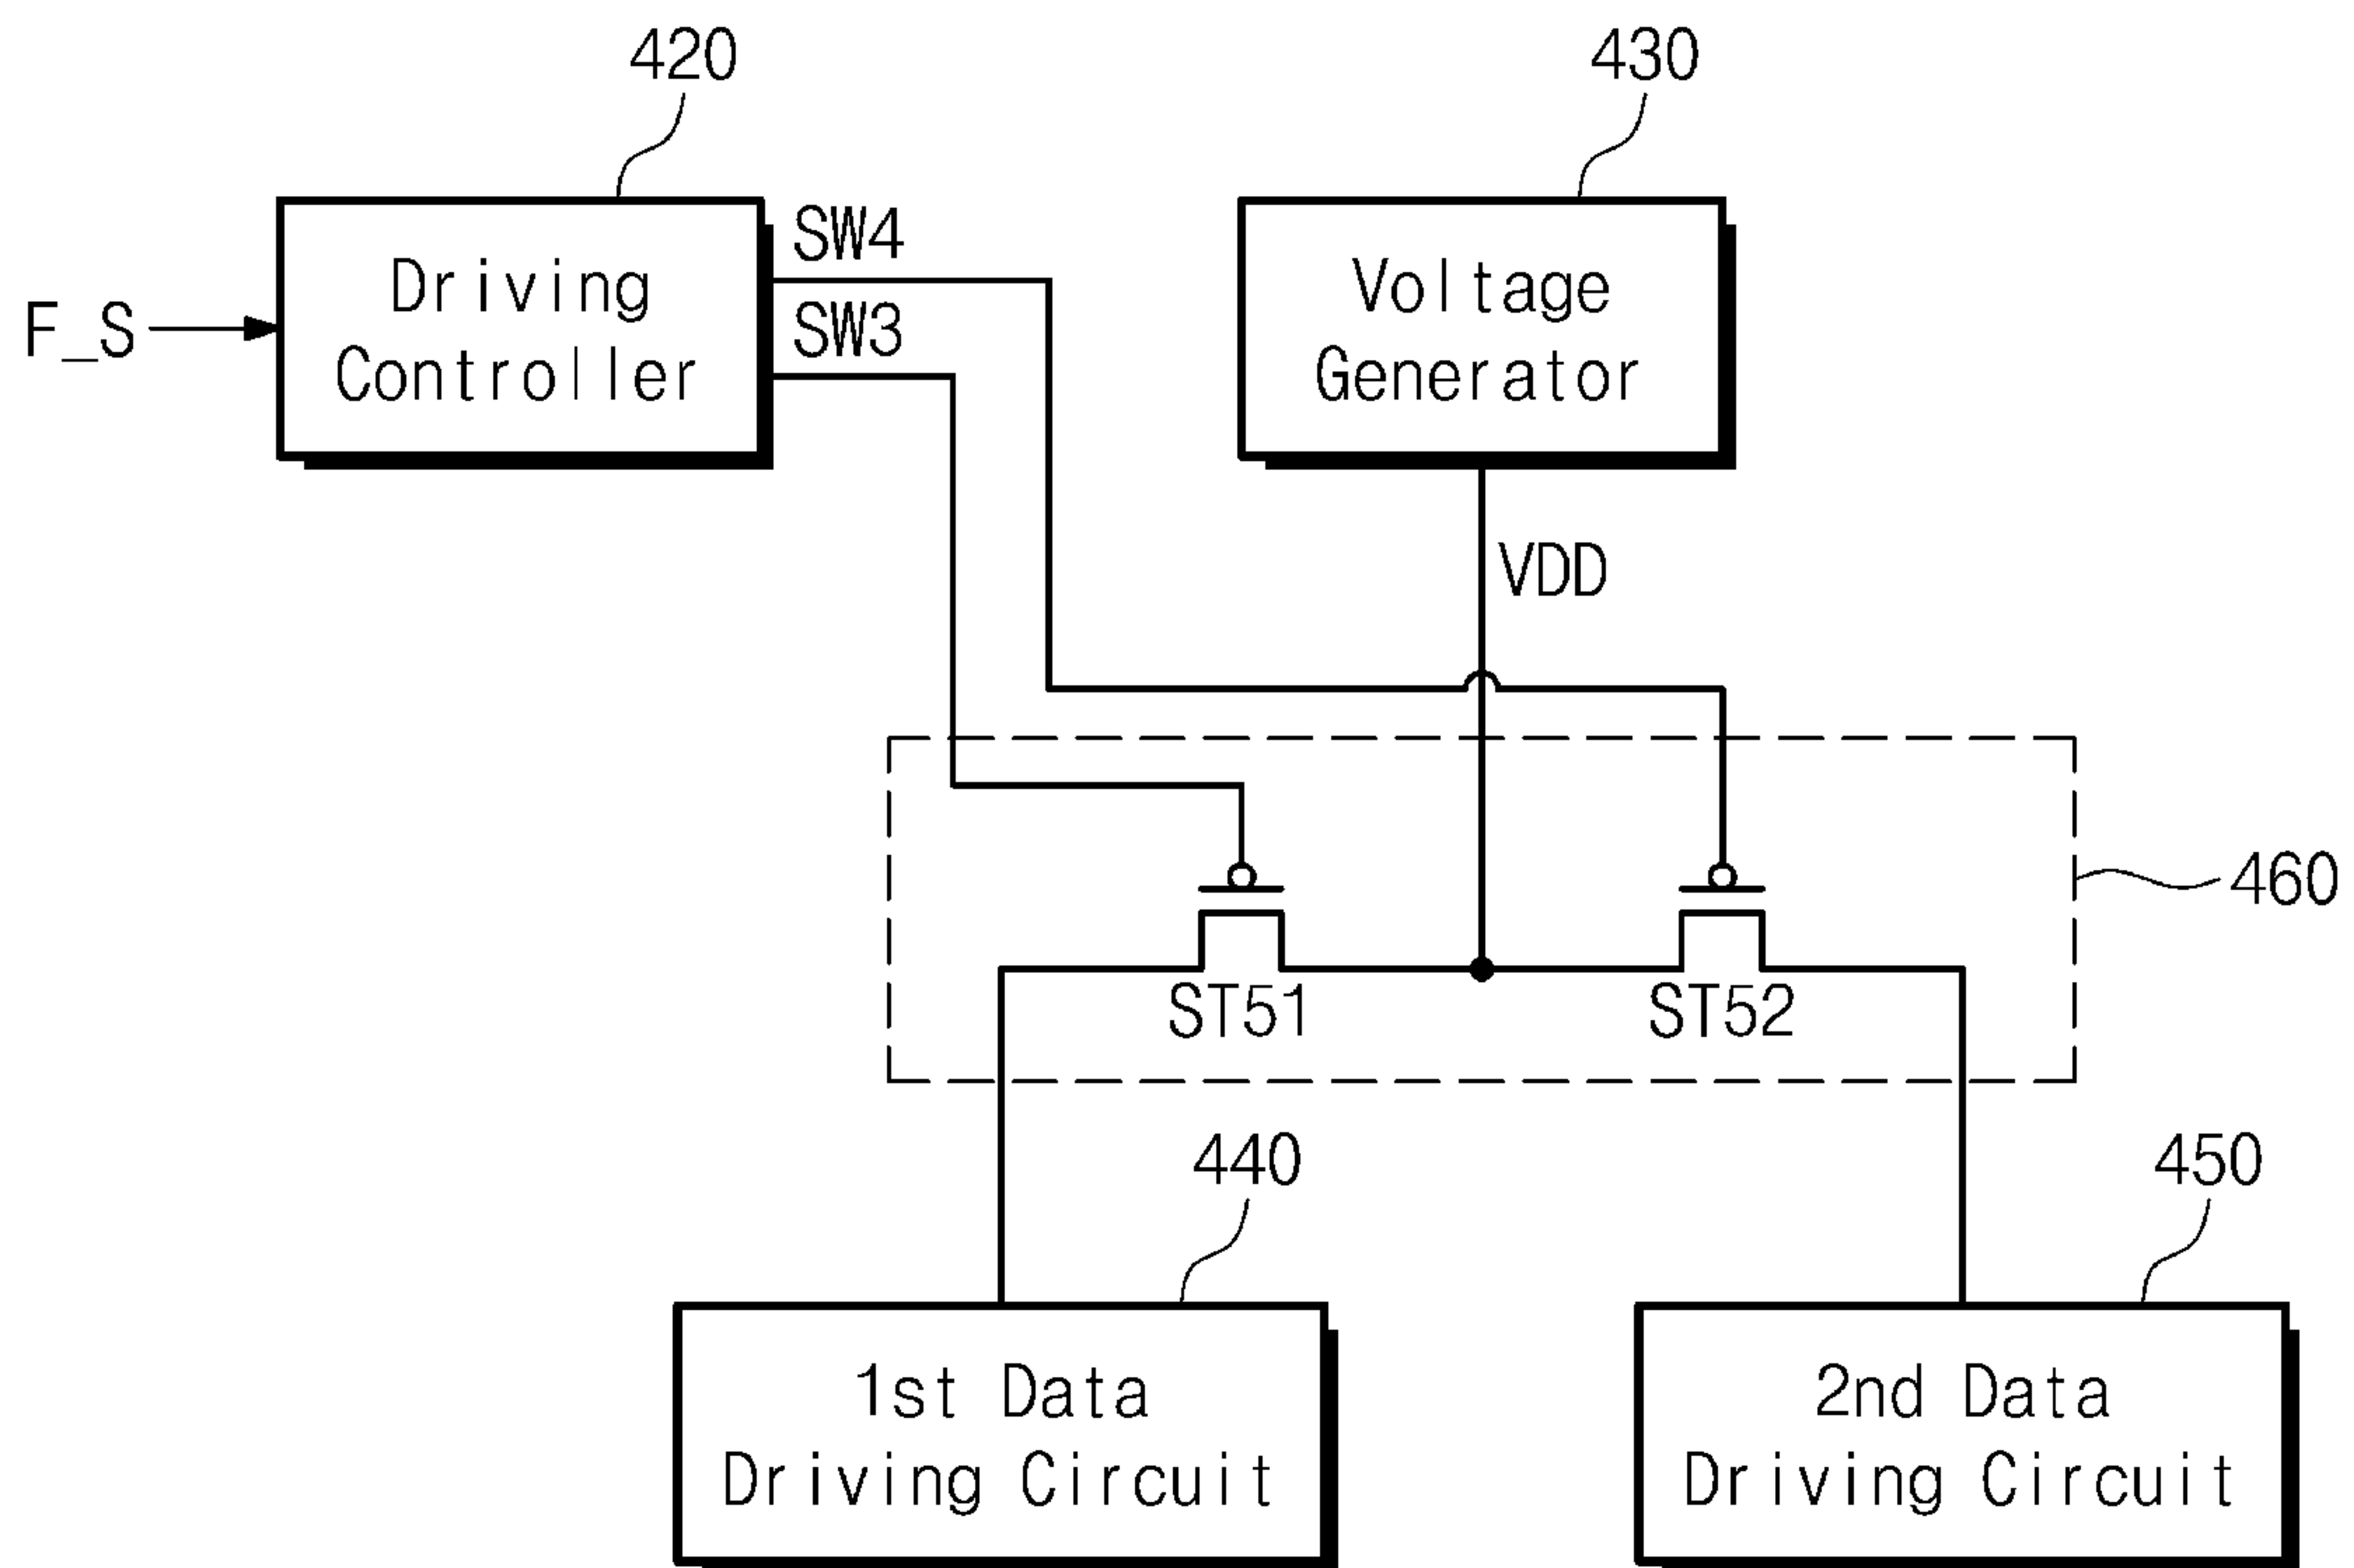 420
430
Driving
Controller
F_S
SW4
SW3
Voltage
Generator
VDD
460
ST51
ST52
440
450
1st Data
Driving Circuit
2nd Data
Driving Circuit